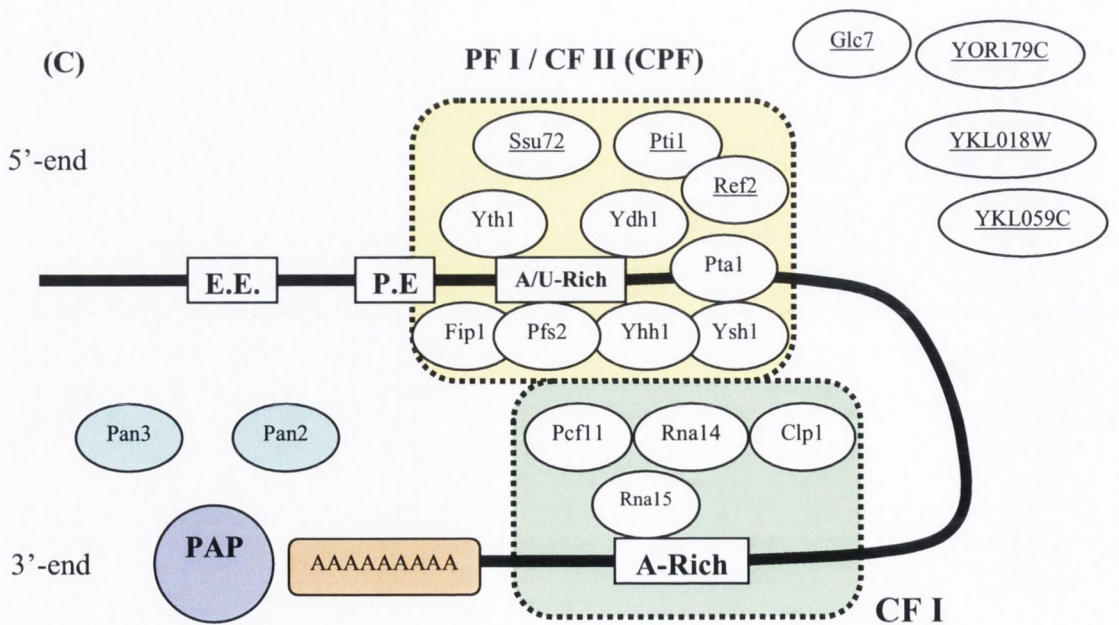 (C)
PF I / CF II (CPF)
Glc7
YOR179C
5’-end
Ssu72
Pti1
YKL018W
Ref2
Yth1
Ydh1
YKL059C
E.E.
P.E
A/U-Rich
Pta1
Fip1
Pfs2
Yhh1
Ysh1
Pan3
Pan2
Pcf11
Rna14
Clp1
Rna15
PAP
3’-end
AAAAAAAAA
A-Rich
CF I